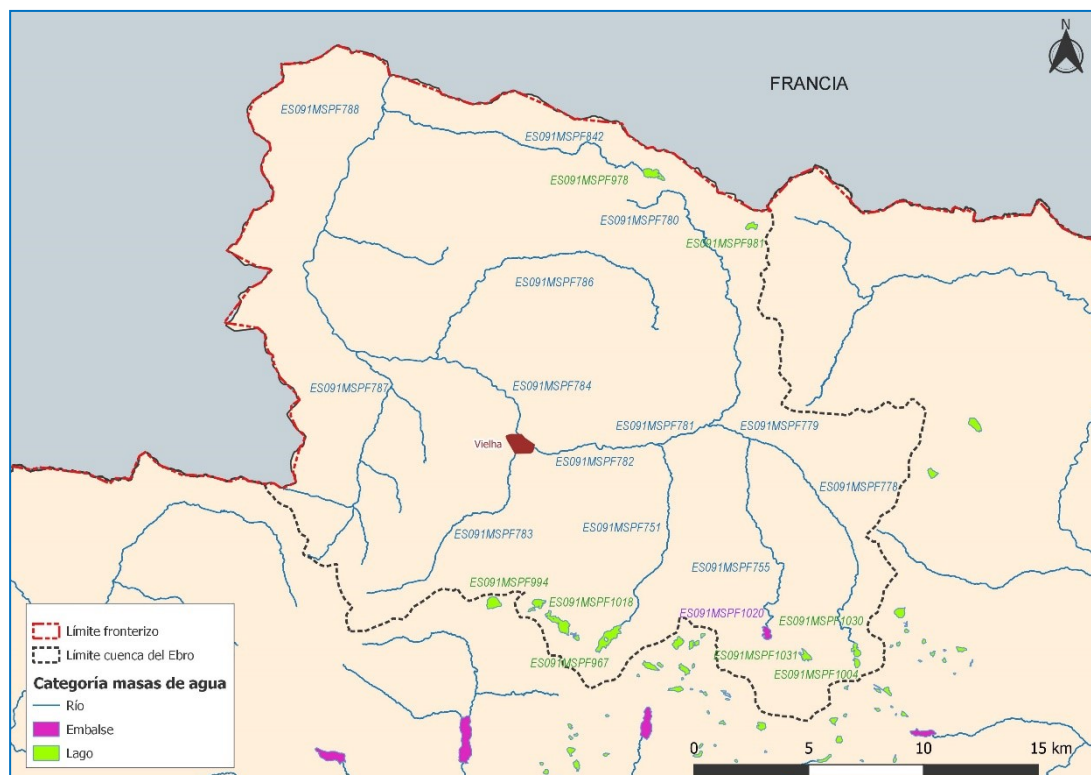 N
FRANCIA
ES091MSPF788
ES091MSPF842
ES091MSPF978
ES091MSPF780
ES091MSPF981
ES091MSPF786
ES091MSPF787
ES091MSPF784
ES091MSPF781
ES091MSPF779
Vielha
ES091MSPF782
ES091MSPF778
ES091MSPF751
ES091MSPF783
ES091MSPF755
ES091MSPF994
ES091MSPF1018
ES091MSPF1020
ES091MSPF1030
ES091MSPF967
ES091MSPF1031
ES091MSPF1004
Límite fronterizo
Límite cuenca del Ebro
Categoría masas de agua
Río
Embalse
Lago
0 5 10 15 km